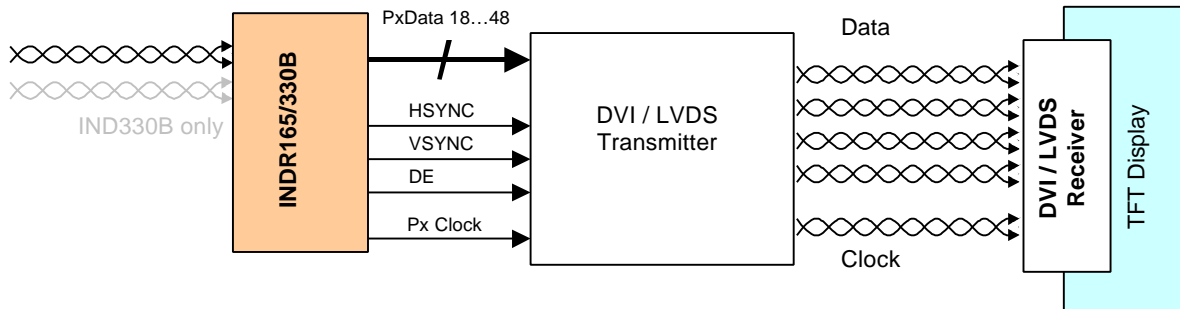 PxData 18…48
Data
IND330B only
INDR165/330B
HSYNC
VSYNC
DE
Px Clock
DVI / LVDS
Transmitter
Clock
DVI / LVDS
Receiver
TFT Display